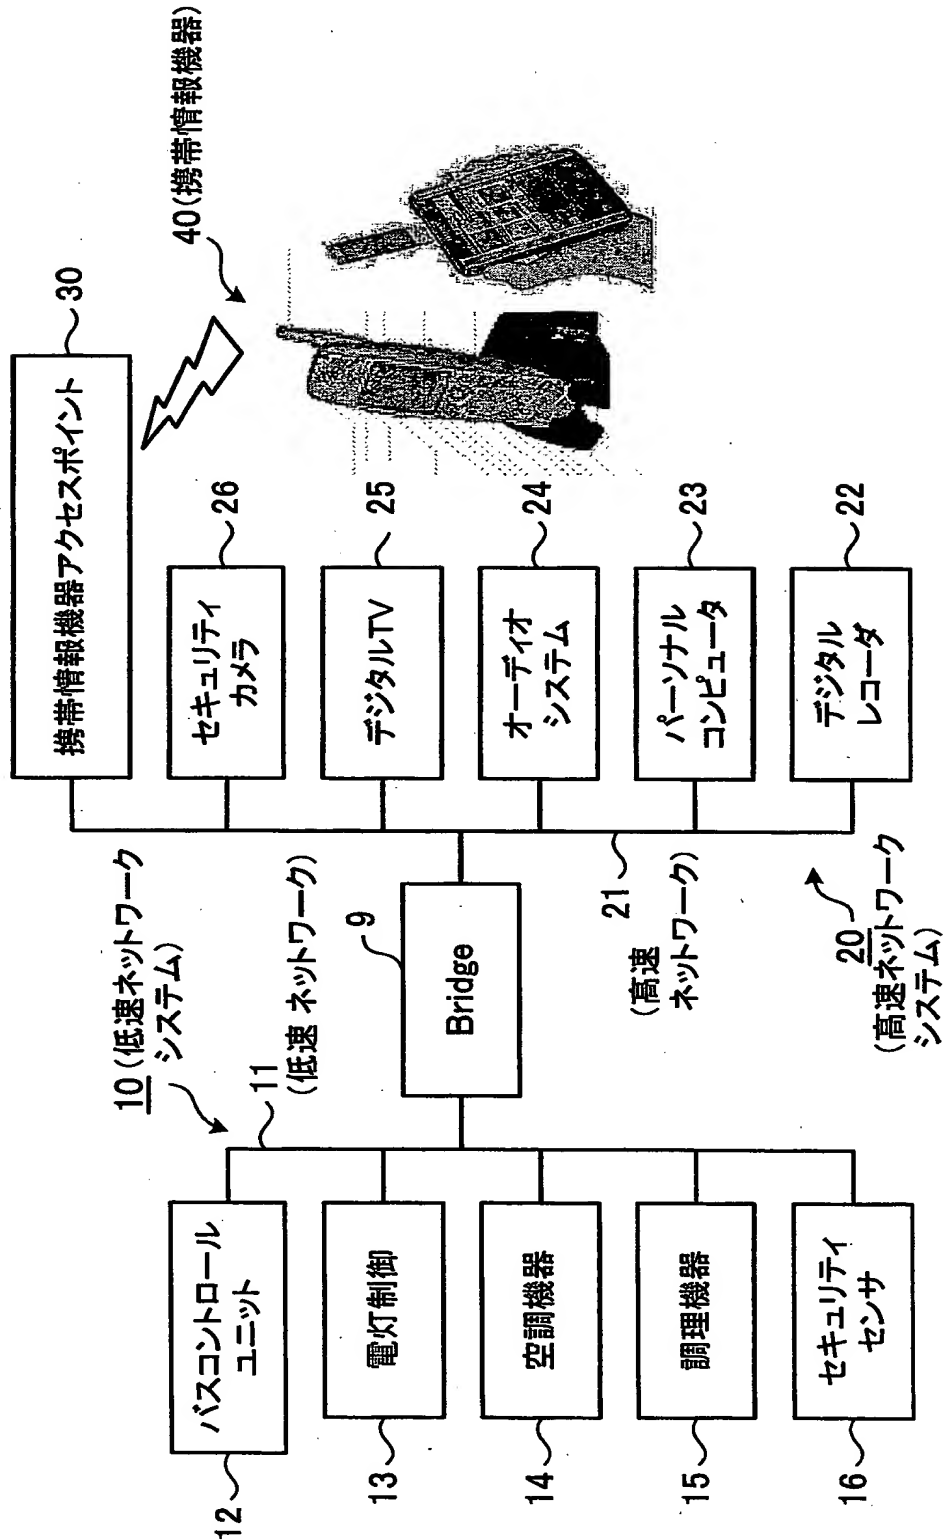 30
携帯情報機器アクセスポイント
40(携帯情報機器)
26
セキュリティ
カメラ
25
デジタルTV
24
オーディオ
システム
23
パーソナル
コンピュータ
22
デジタル
レコーダ
10(低速ネットワーク
システム)
11
(低速 ネットワーク)
9
Bridge
21
(高速
ネットワーク)
20
(高速ネットワーク
システム)
バスコントロール
ユニット
12
電灯制御
13
空調機器
14
調理機器
15
セキュリティ
センサ
16